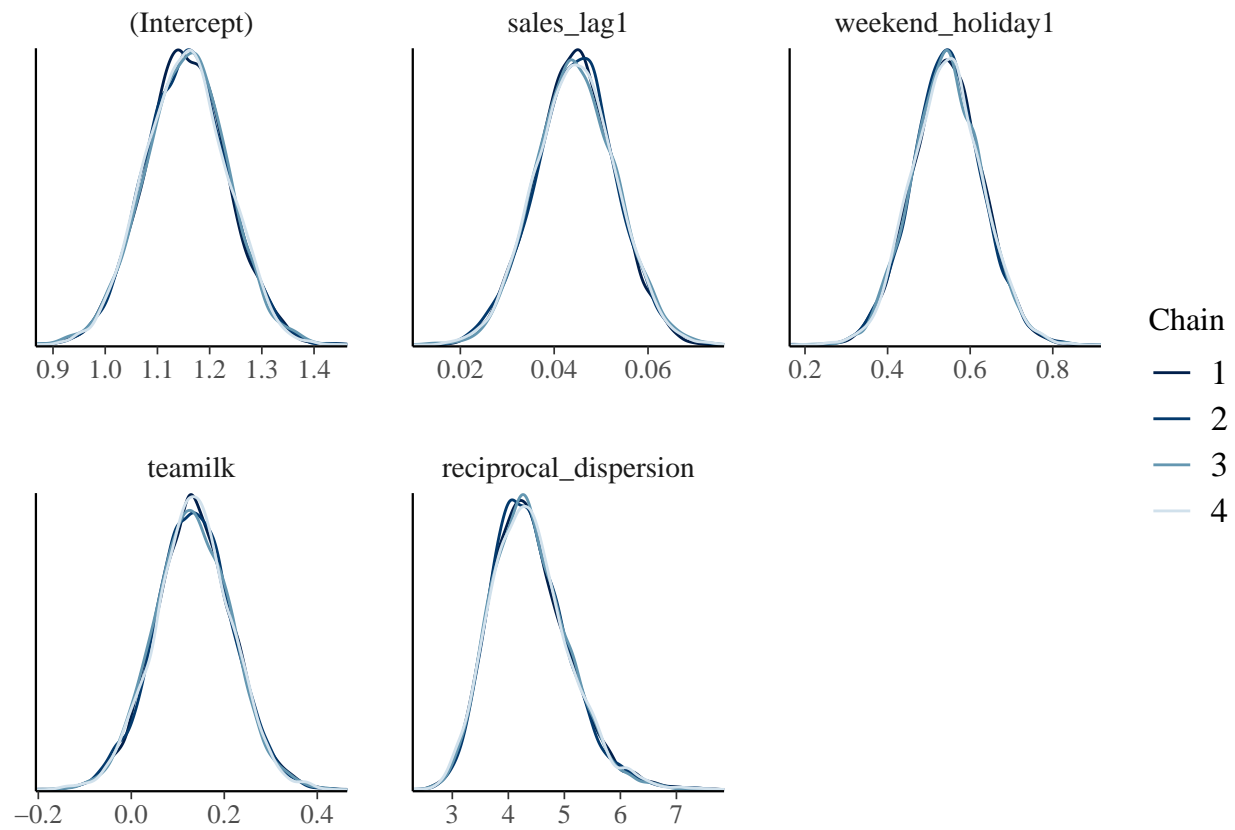 (Intercept)
sales_lag1
weekend_holiday1
0.9 1.0 1.1 1.2 1.3 1.4
0.02 0.04 0.06
0.2 0.4 0.6 0.8
Chain
1
2
3
4
teamilk
reciprocal_dispersion
−0.2 0.0 0.2 0.4
3 4 5 6 7